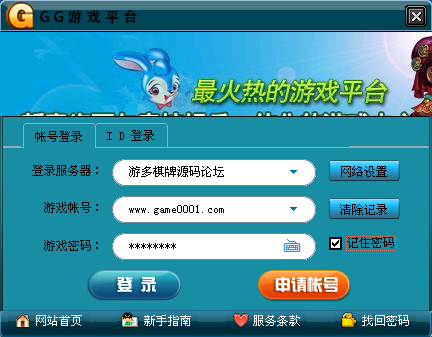 GG游戏平台
最火热的游戏平台
帐号登录 ID 登录
登录服务器: 游多棋牌源码论坛 网络设置
游戏帐号: www.game0001.com 清除记录
游戏密码: ******** 记住密码
登录 申请帐号
网站首页 新手指南 服务条款 找回密码